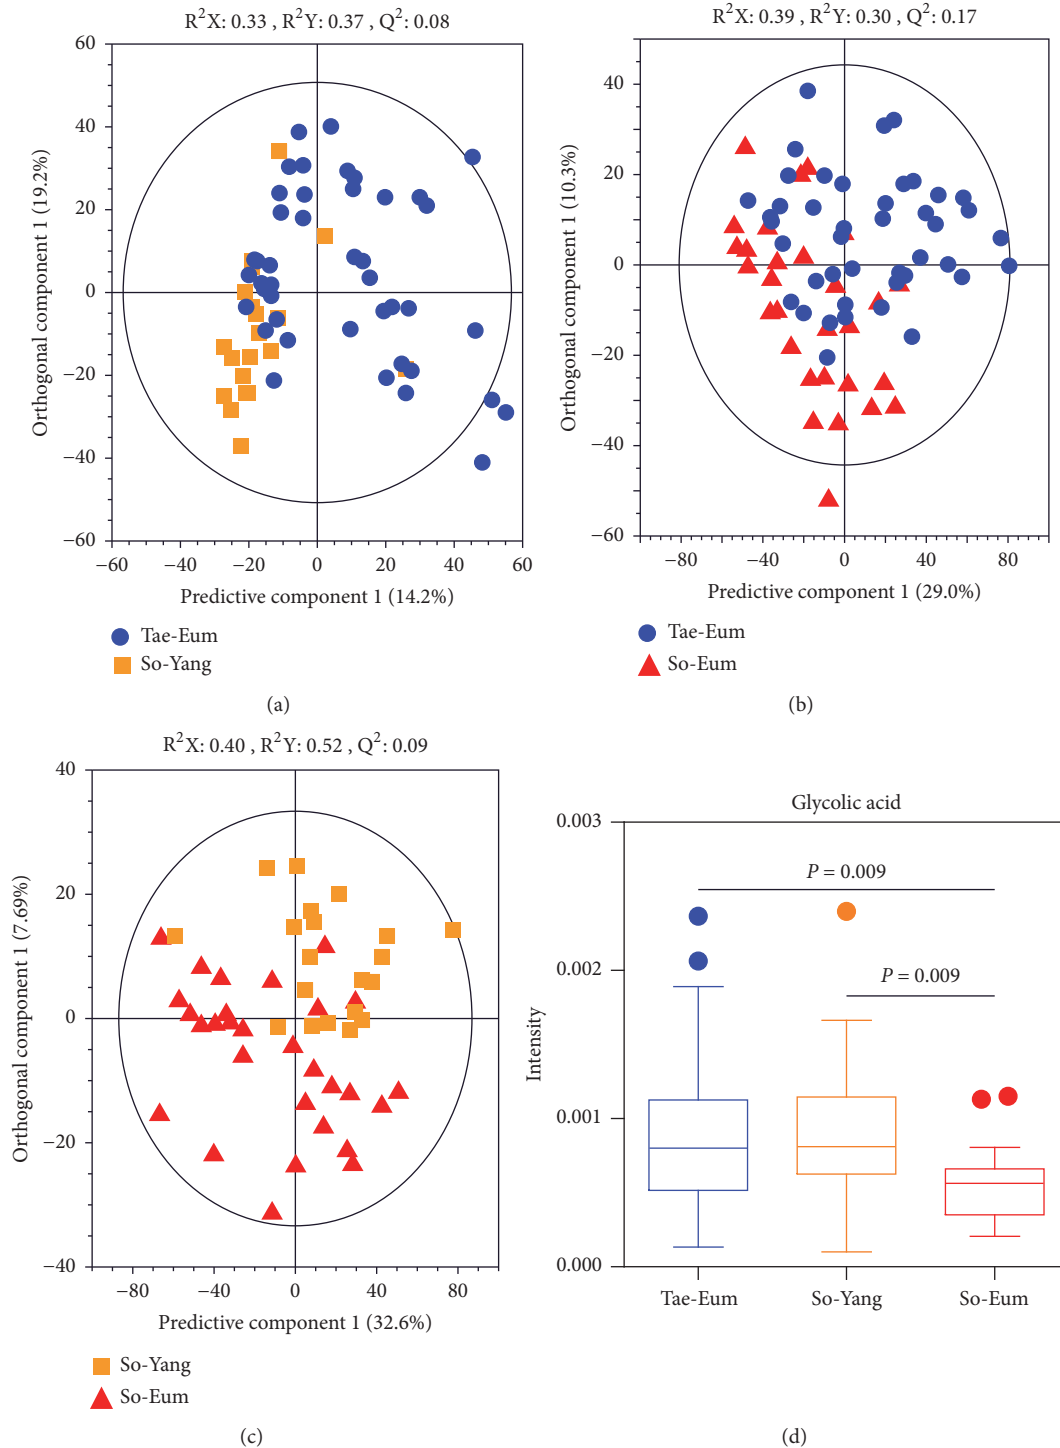 R²X: 0.33 , R²Y: 0.37 , Q²: 0.08
60
40
20
0
−20
−40
−60
Orthogonal component 1 (19.2%)
−60 −40 −20 0 20 40 60
Predictive component 1 (14.2%)
Tae-Eum
So-Yang
(a)
R²X: 0.39 , R²Y: 0.30 , Q²: 0.17
40
20
0
−20
−40
−60
Orthogonal component 1 (10.3%)
−80 −40 0 40 80
Predictive component 1 (29.0%)
Tae-Eum
So-Eum
(b)
R²X: 0.40 , R²Y: 0.52 , Q²: 0.09
40
20
0
−20
−40
Orthogonal component 1 (7.69%)
−80 −40 0 40 80
Predictive component 1 (32.6%)
So-Yang
So-Eum
(c)
Glycolic acid
0.003
0.002
0.001
0.000
Intensity
P = 0.009
P = 0.009
Tae-Eum So-Yang So-Eum
(d)